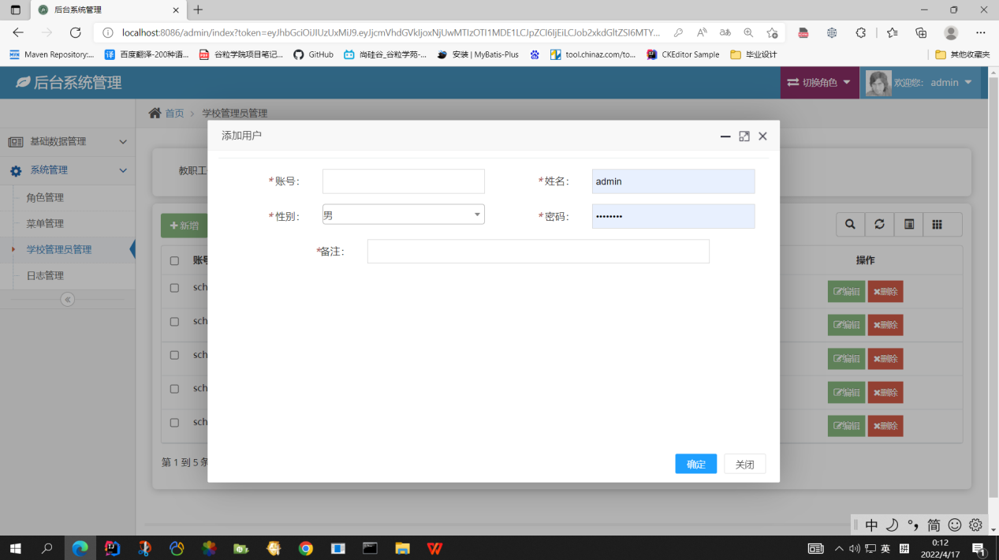 后台系统管理
localhost:8086/admin/index?token=eyJhbGciOiJIUzUxMiJ9.eyJjcmVhdGVkIjoxNjUwMTIzOTI1MDE1LCJpZCI6IjEiLCJob2xkdGltZSI6MTY...
Maven Repository:...
百度翻译-200种语...
谷粒学院项目笔记...
GitHub
尚硅谷_谷粒学苑-...
安装 | MyBatis-Plus
tool.chinaz.com/to...
CKEditor Sample
毕业设计
其他收藏夹
后台系统管理
切换角色
欢迎您: admin
首页 > 学校管理员管理
基础数据管理
系统管理
角色管理
菜单管理
学校管理员管理
日志管理
教职工
添加用户
*账号:
*姓名: admin
*性别: 男
*密码: ••••••••
*备注:
新增
账号
操作
sch
编辑 删除
sch
编辑 删除
sch
编辑 删除
sch
编辑 删除
sch
编辑 删除
第 1 到 5 条
确定
关闭
中 °, 简
英 拼
0:12
2022/4/17
1